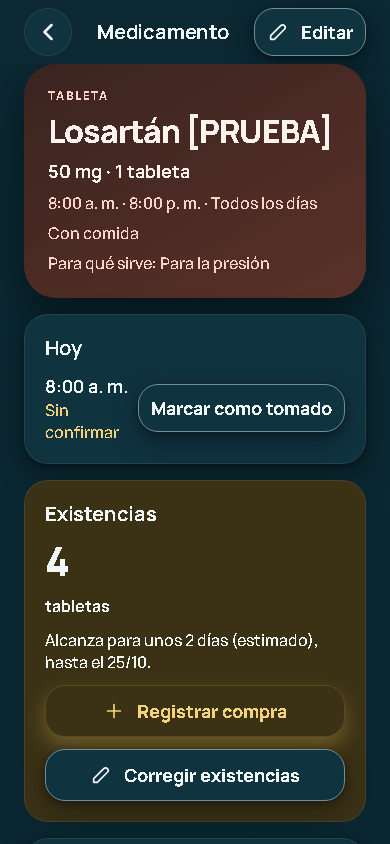 Medicamento
Editar
TABLETA
Losartán [PRUEBA]
50 mg · 1 tableta
8:00 a. m. · 8:00 p. m. · Todos los días
Con comida
Para qué sirve: Para la presión
Hoy
8:00 a. m.
Sin
confirmar
Marcar como tomado
Existencias
4
tabletas
Alcanza para unos 2 días (estimado),
hasta el 25/10.
Registrar compra
Corregir existencias